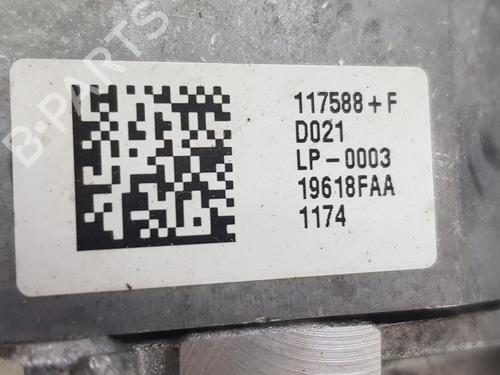 B-PARTS
117588+F
D021
LP-0003
19618FAA
1174